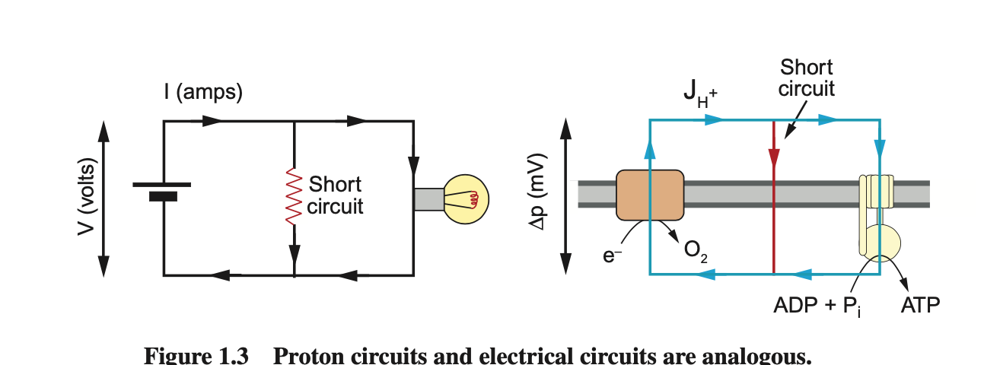 I (amps)
V (volts)
Short
circuit
Short
circuit
J_H⁺
Δp (mV)
e⁻
O₂
ADP + Pᵢ
ATP
Figure 1.3 Proton circuits and electrical circuits are analogous.